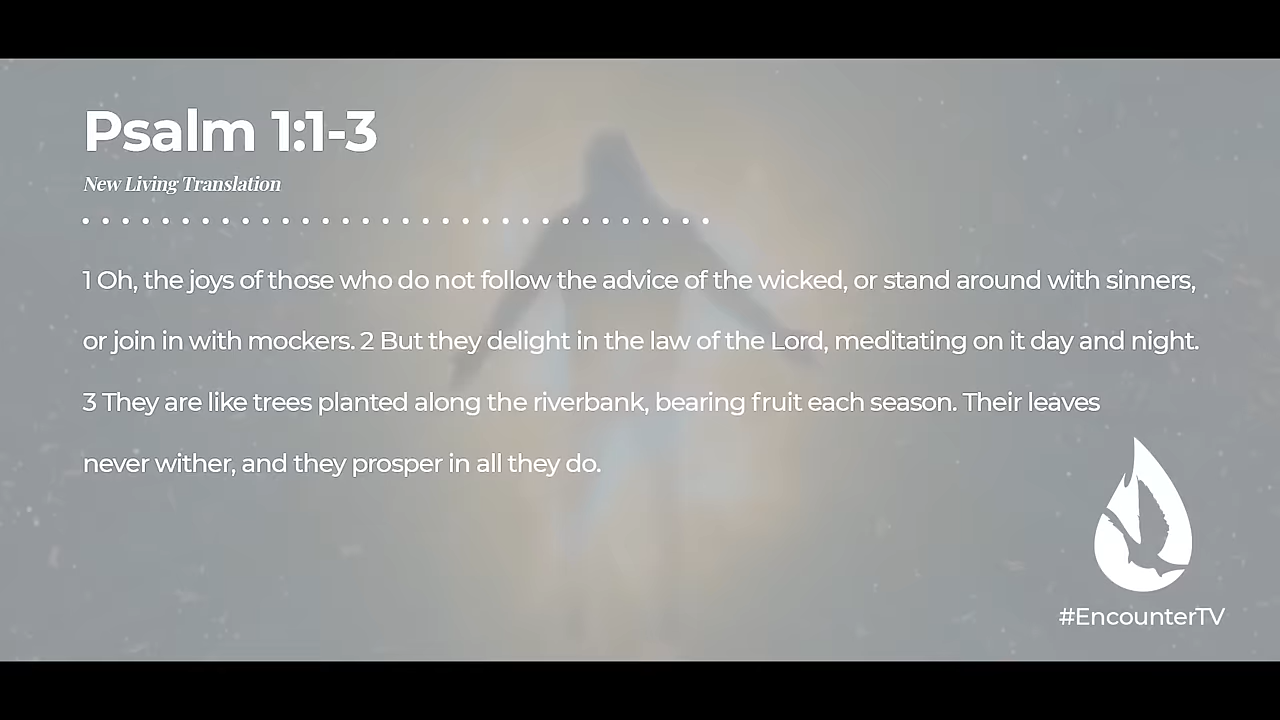 Psalm 1:1-3
New Living Translation
1 Oh, the joys of those who do not follow the advice of the wicked, or stand around with sinners,
or join in with mockers. 2 But they delight in the law of the Lord, meditating on it day and night.
3 They are like trees planted along the riverbank, bearing fruit each season. Their leaves
never wither, and they prosper in all they do.
#EncounterTV